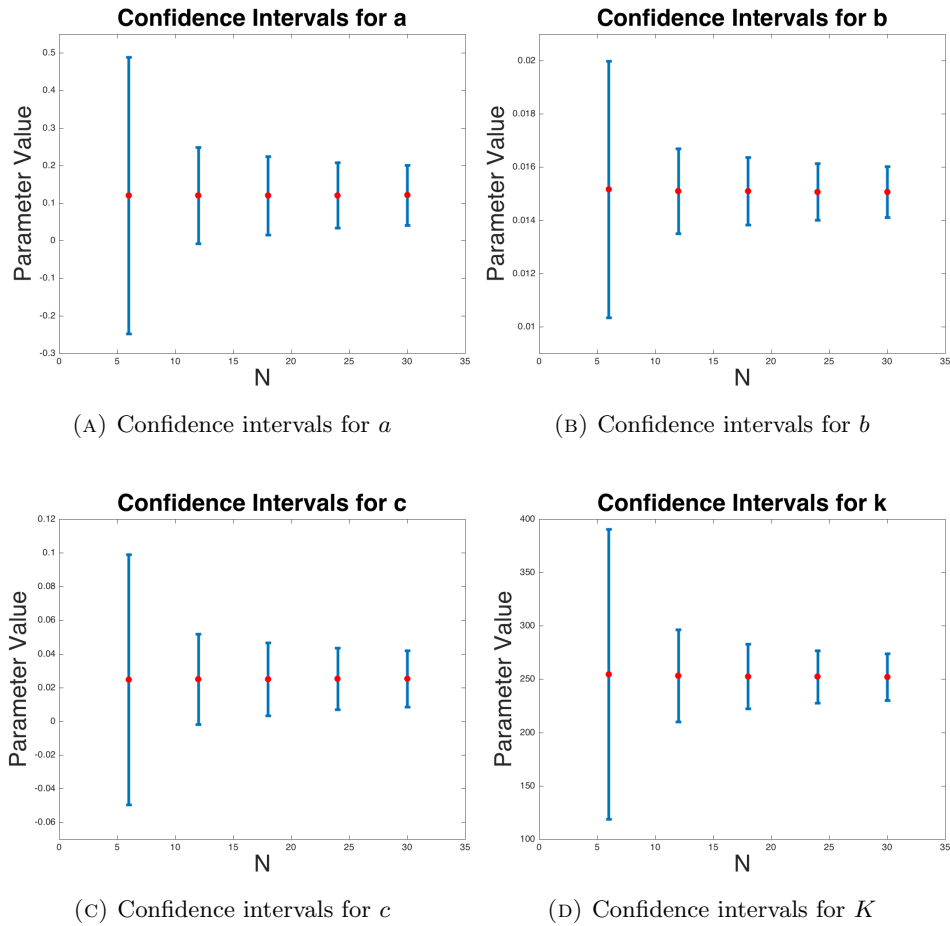 Confidence Intervals for a
Parameter Value
0.5
0.4
0.3
0.2
0.1
0
-0.1
-0.2
-0.3
0 5 10 15 20 25 30 35
N
(A) Confidence intervals for a
Confidence Intervals for b
Parameter Value
0.02
0.018
0.016
0.014
0.012
0.01
0 5 10 15 20 25 30 35
N
(B) Confidence intervals for b
Confidence Intervals for c
Parameter Value
0.12
0.1
0.08
0.06
0.04
0.02
0
-0.02
-0.04
-0.06
0 5 10 15 20 25 30 35
N
(C) Confidence intervals for c
Confidence Intervals for k
Parameter Value
400
350
300
250
200
150
100
0 5 10 15 20 25 30 35
N
(D) Confidence intervals for K